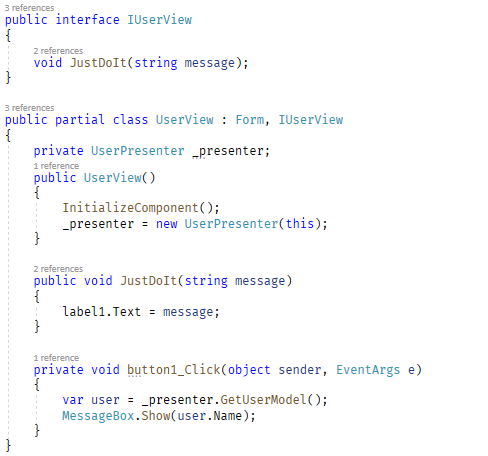 3 references
public interface IUserView
{
2 references
void JustDoIt(string message);
}
3 references
public partial class UserView : Form, IUserView
{
private UserPresenter _presenter;
1 reference
public UserView()
{
InitializeComponent();
_presenter = new UserPresenter(this);
}
2 references
public void JustDoIt(string message)
{
label1.Text = message;
}
1 reference
private void button1_Click(object sender, EventArgs e)
{
var user = _presenter.GetUserModel();
MessageBox.Show(user.Name);
}
}